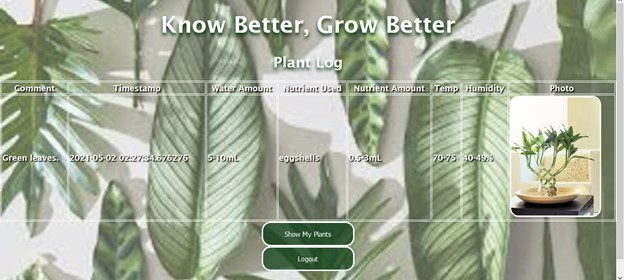 Know Better, Grow Better
Plant Log
Comment Timestamp Water Amount Nutrient Used Nutrient Amount Temp Humidity Photo
Green leaves. 2021-05-02 02:27:34.676276 5-10mL eggshells 0.5-3mL 70-75 40-49%
Show My Plants
Logout